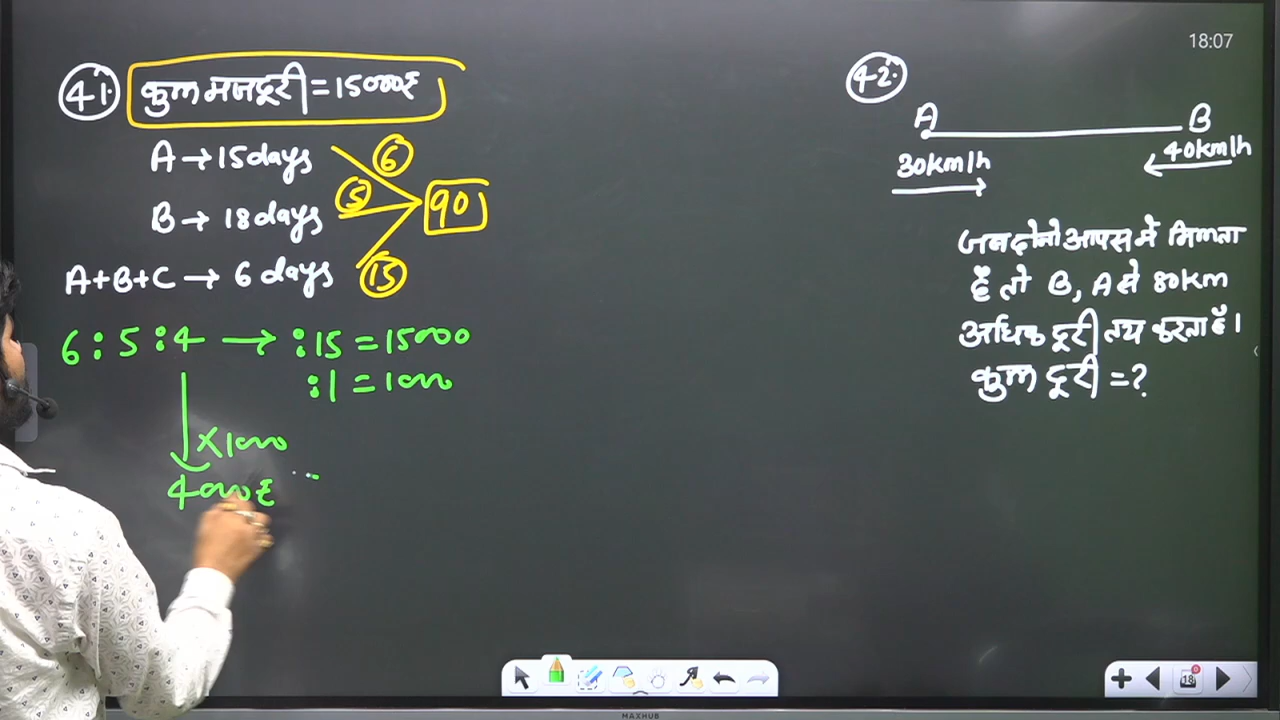 18:07
41. कुल मजदूरी = 15000₹
A → 15 days 6
B → 18 days 5 90
A+B+C → 6 days 15
6 : 5 : 4 → : 15 = 15000
: 1 = 1000
×1000
4000₹
42.
A B
30km/h 40km/h
जब दोनो आपस में मिलता
हैं तो B, A से 80km
अधिक दूरी तय करता है।
कुल दूरी = ?
18
MAXHUB